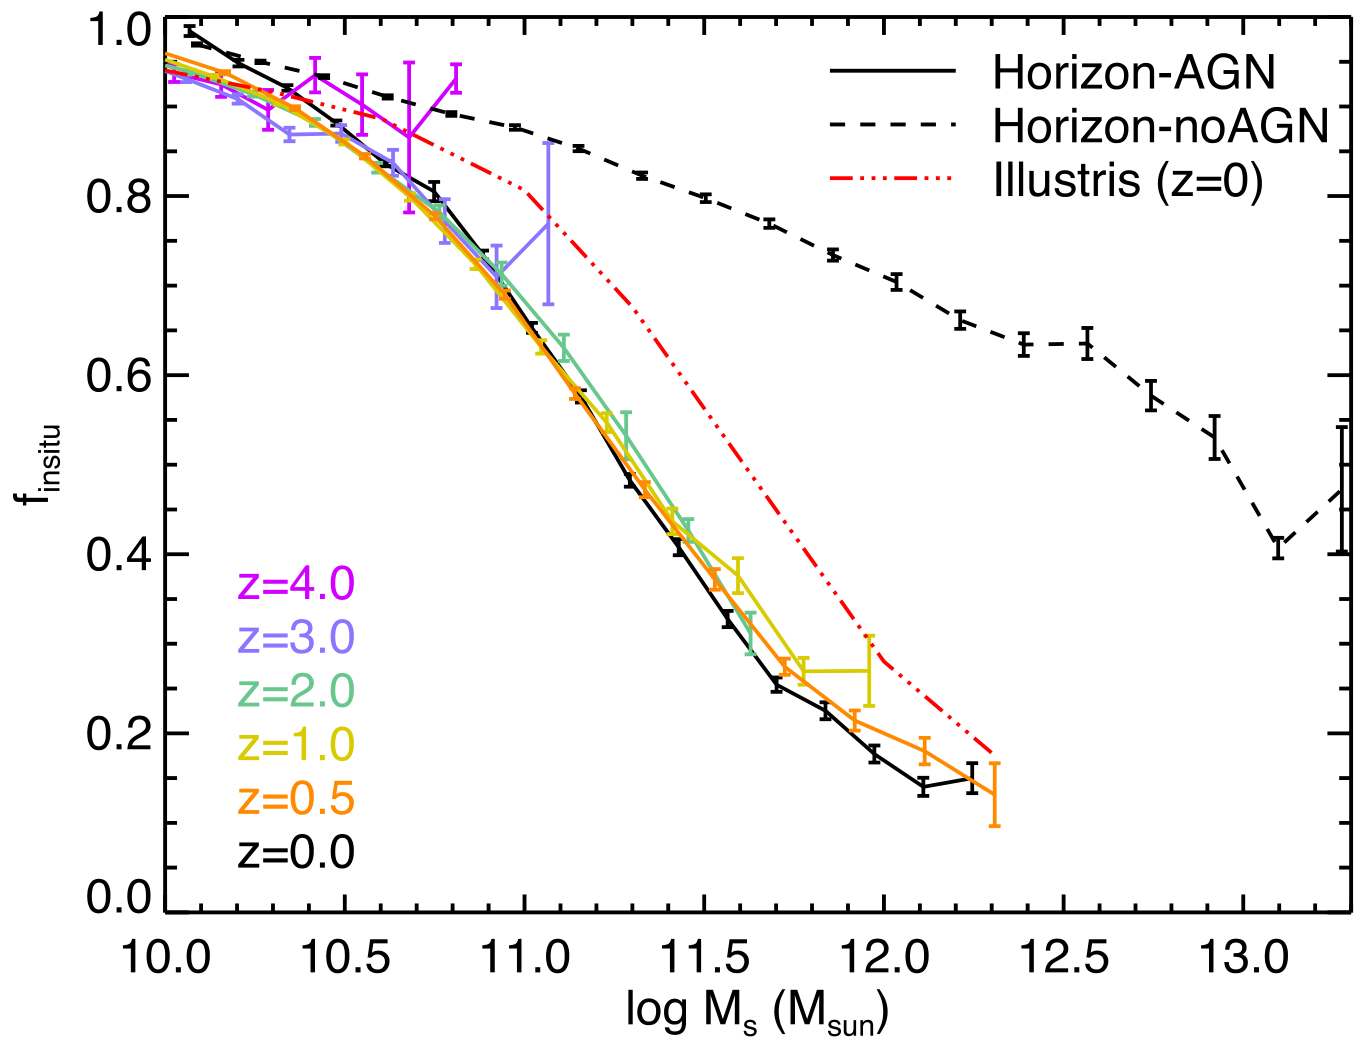 1.0
0.8
0.6
0.4
0.2
0.0
f_insitu
Horizon-AGN
Horizon-noAGN
Illustris (z=0)
z=4.0
z=3.0
z=2.0
z=1.0
z=0.5
z=0.0
10.0 10.5 11.0 11.5 12.0 12.5 13.0
log M_s (M_sun)